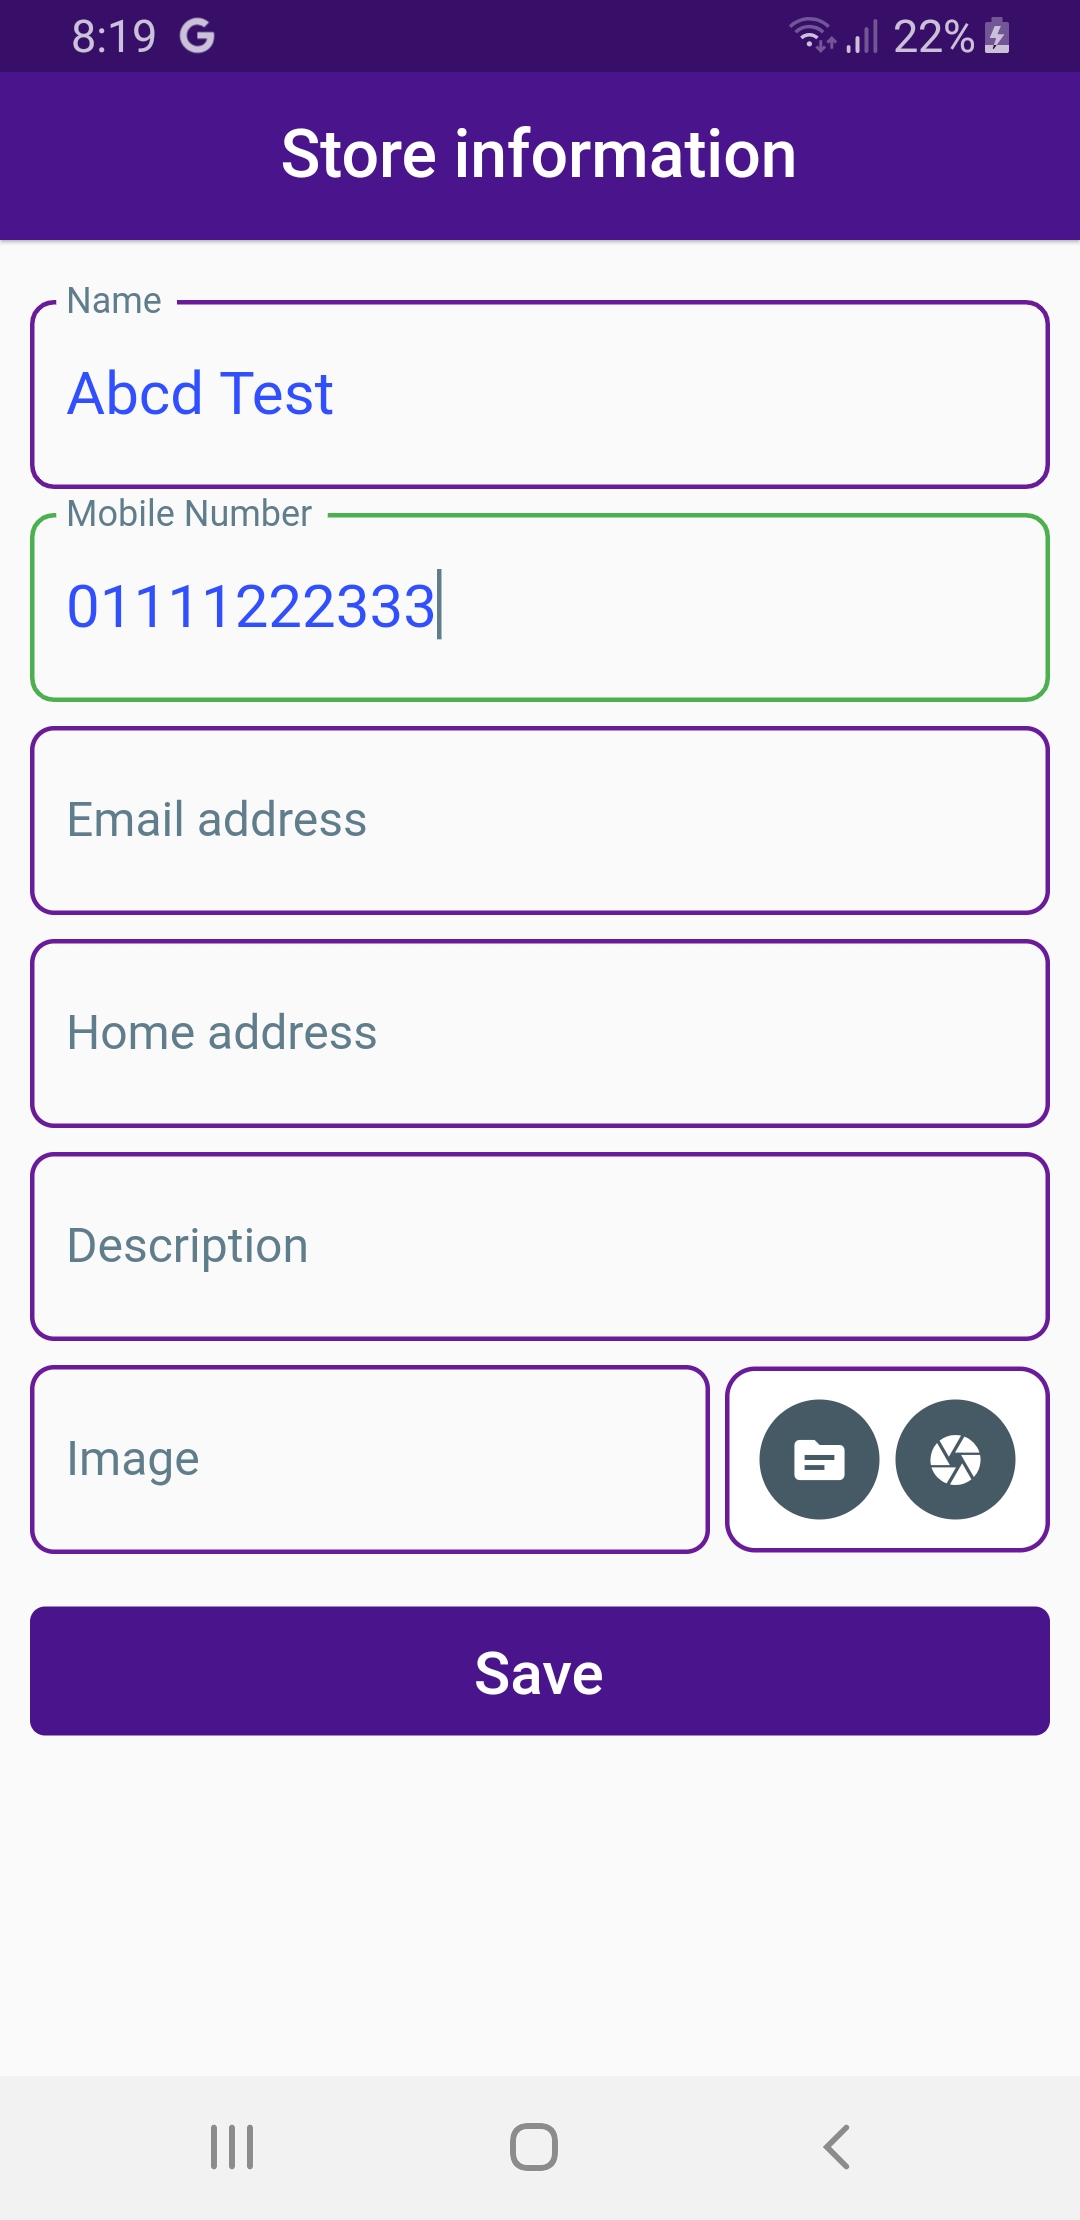 8:19 G 22%
Store information
Name
Abcd Test
Mobile Number
01111222333
Email address
Home address
Description
Image
Save